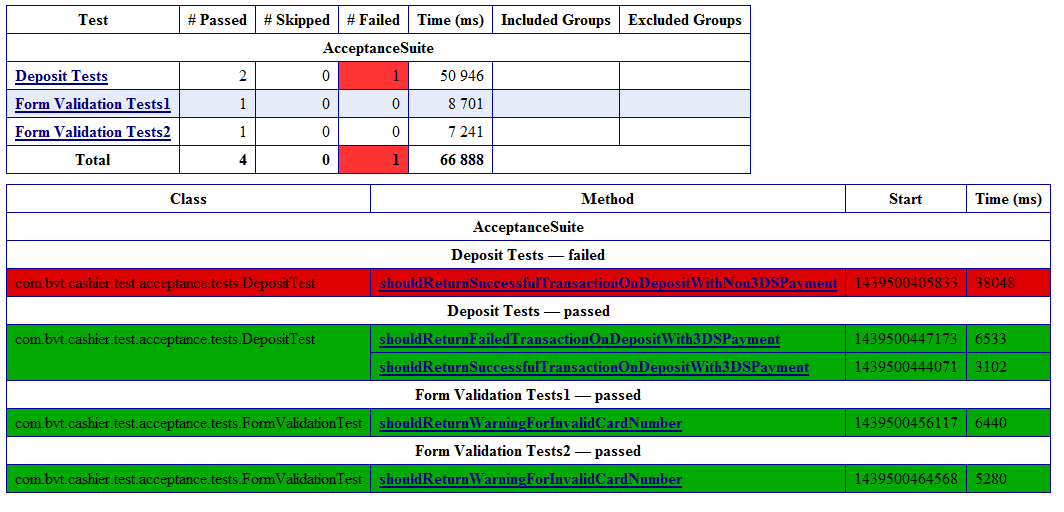 Test # Passed # Skipped # Failed Time (ms) Included Groups Excluded Groups
AcceptanceSuite
Deposit Tests 2 0 1 50 946
Form Validation Tests1 1 0 0 8 701
Form Validation Tests2 1 0 0 7 241
Total 4 0 1 66 888
Class Method Start Time (ms)
AcceptanceSuite
Deposit Tests — failed
com.bvt.cashier.test.acceptance.tests.DepositTest shouldReturnSuccessfulTransactionOnDepositWithNon3DSPayment 1439500405833 38048
Deposit Tests — passed
com.bvt.cashier.test.acceptance.tests.DepositTest shouldReturnFailedTransactionOnDepositWith3DSPayment 1439500447173 6533
shouldReturnSuccessfulTransactionOnDepositWith3DSPayment 1439500444071 3102
Form Validation Tests1 — passed
com.bvt.cashier.test.acceptance.tests.FormValidationTest shouldReturnWarningForInvalidCardNumber 1439500456117 6440
Form Validation Tests2 — passed
com.bvt.cashier.test.acceptance.tests.FormValidationTest shouldReturnWarningForInvalidCardNumber 1439500464568 5280